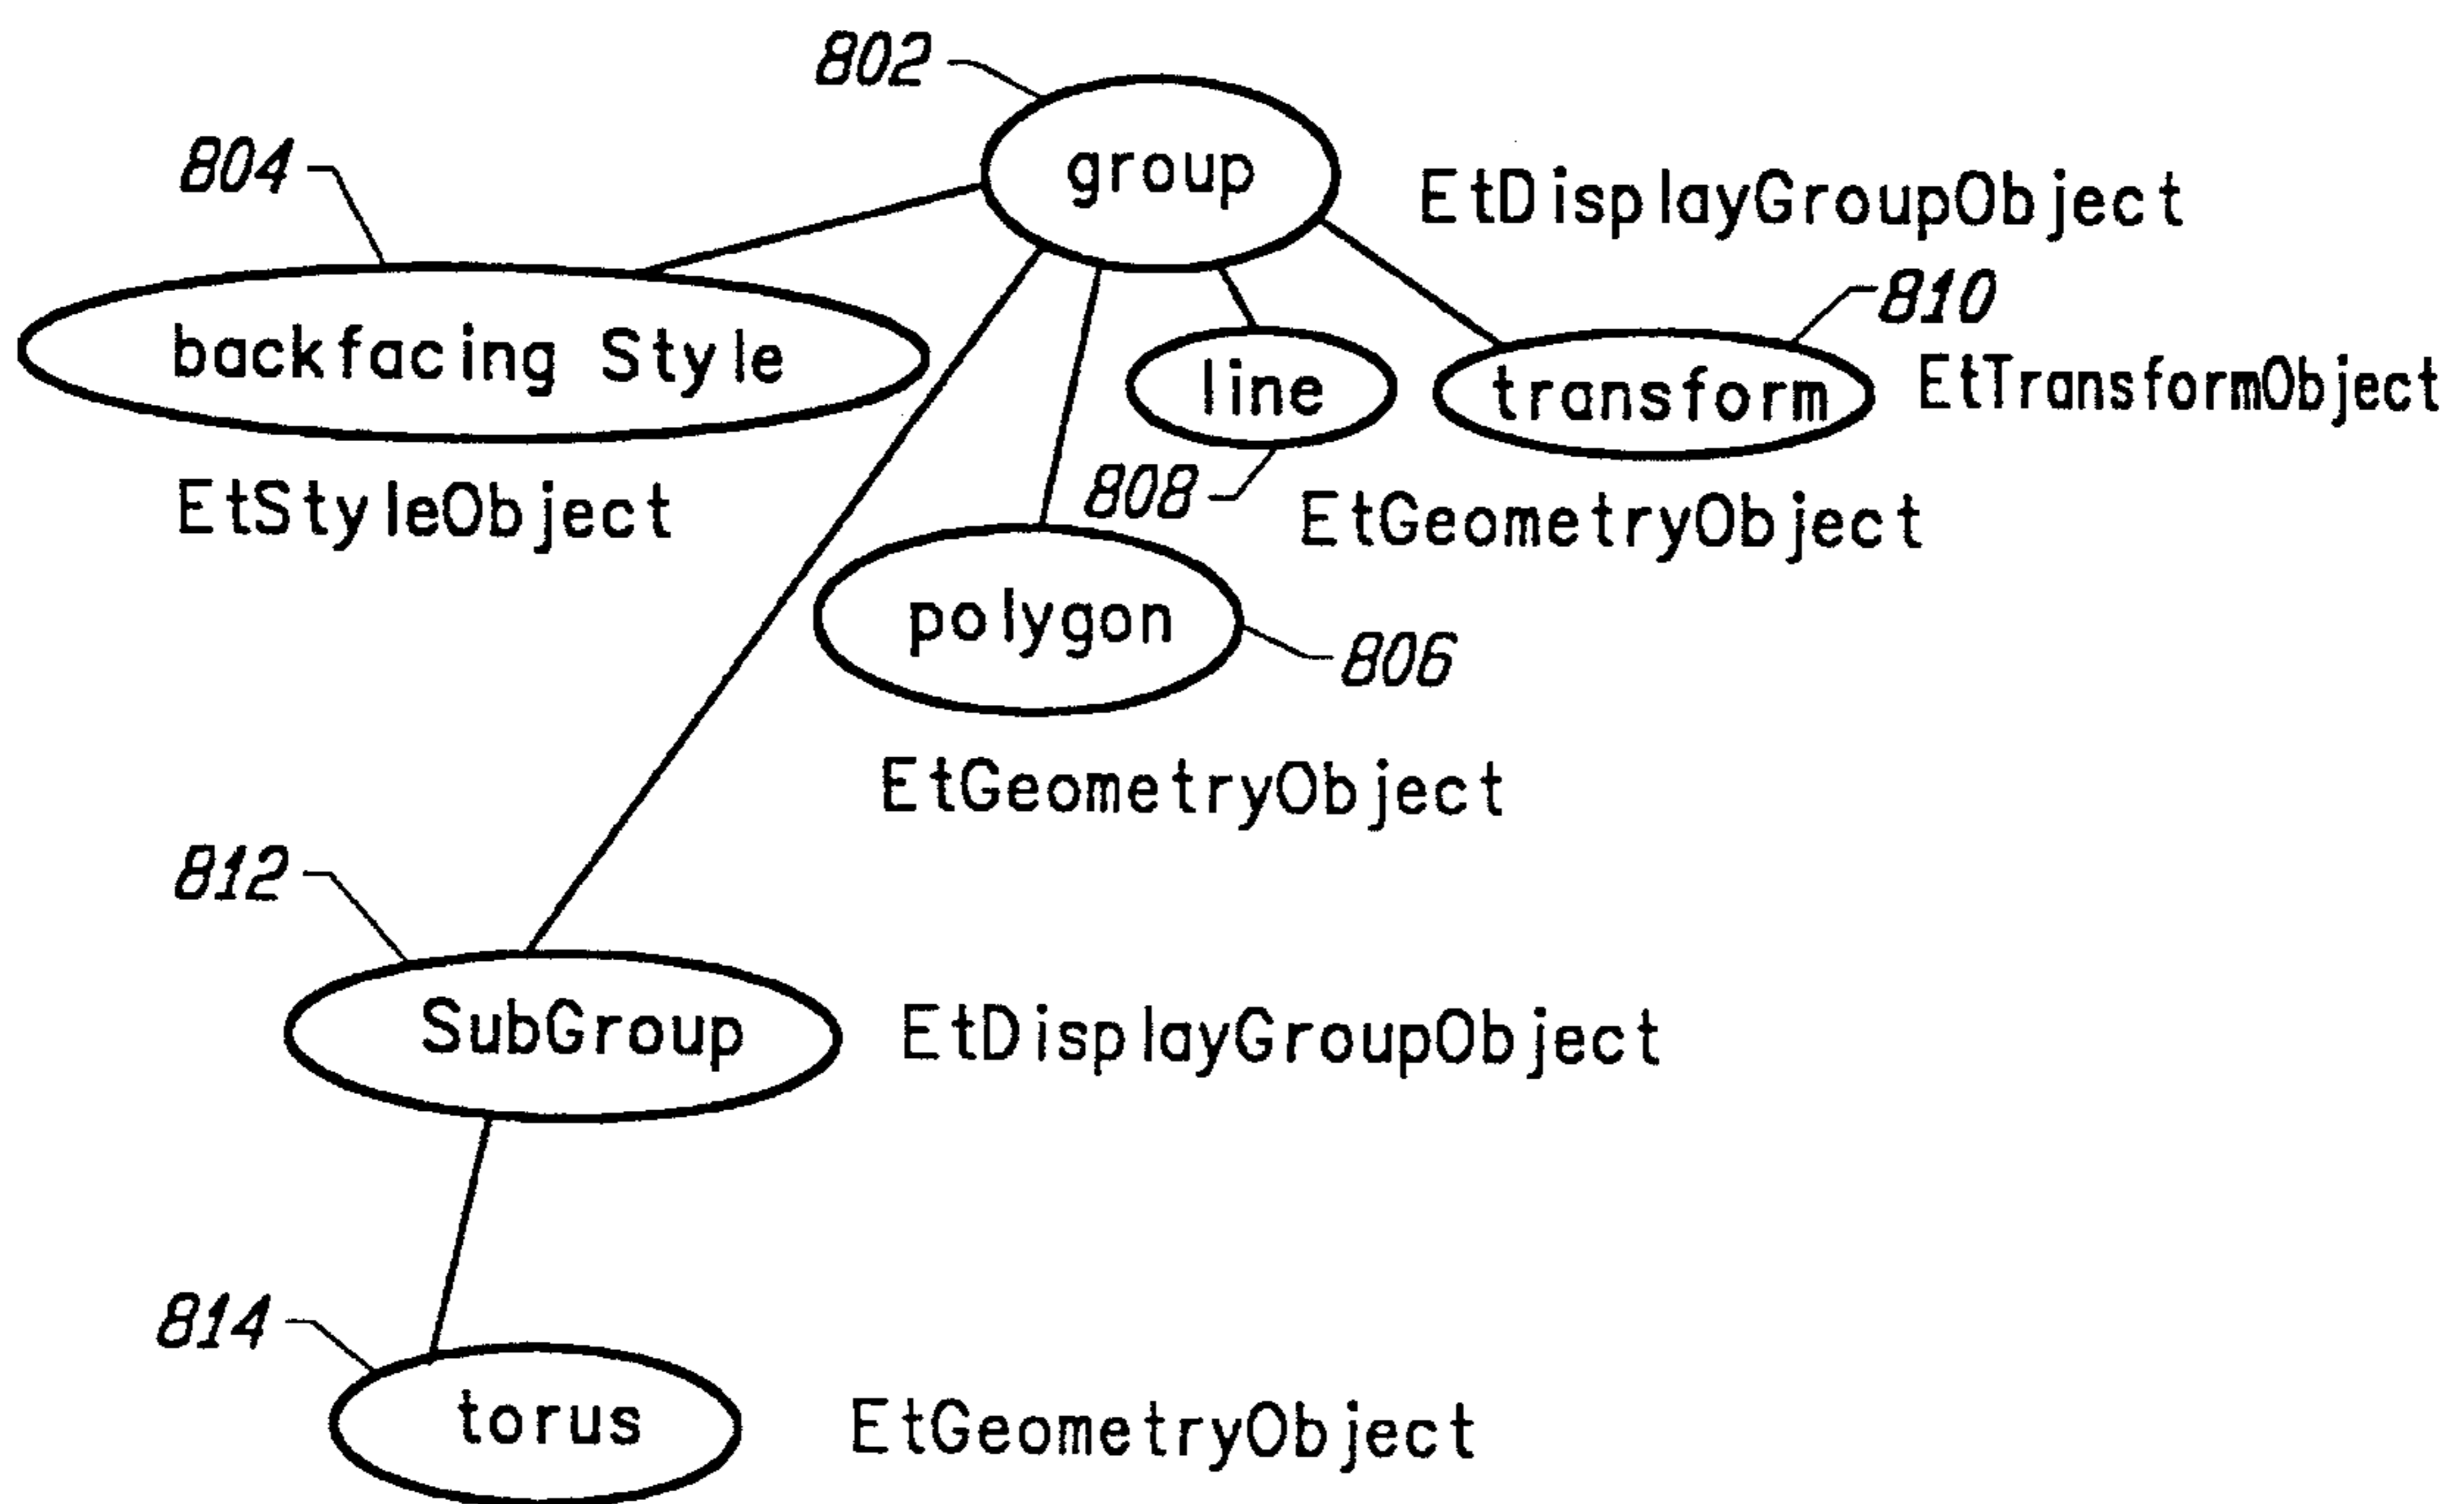 802
group
804
EtDisplayGroupObject
810
backfacing Style
line
transform
EtTransformObject
808
EtStyleObject
EtGeometryObject
polygon
806
EtGeometryObject
812
SubGroup
EtDisplayGroupObject
814
torus
EtGeometryObject